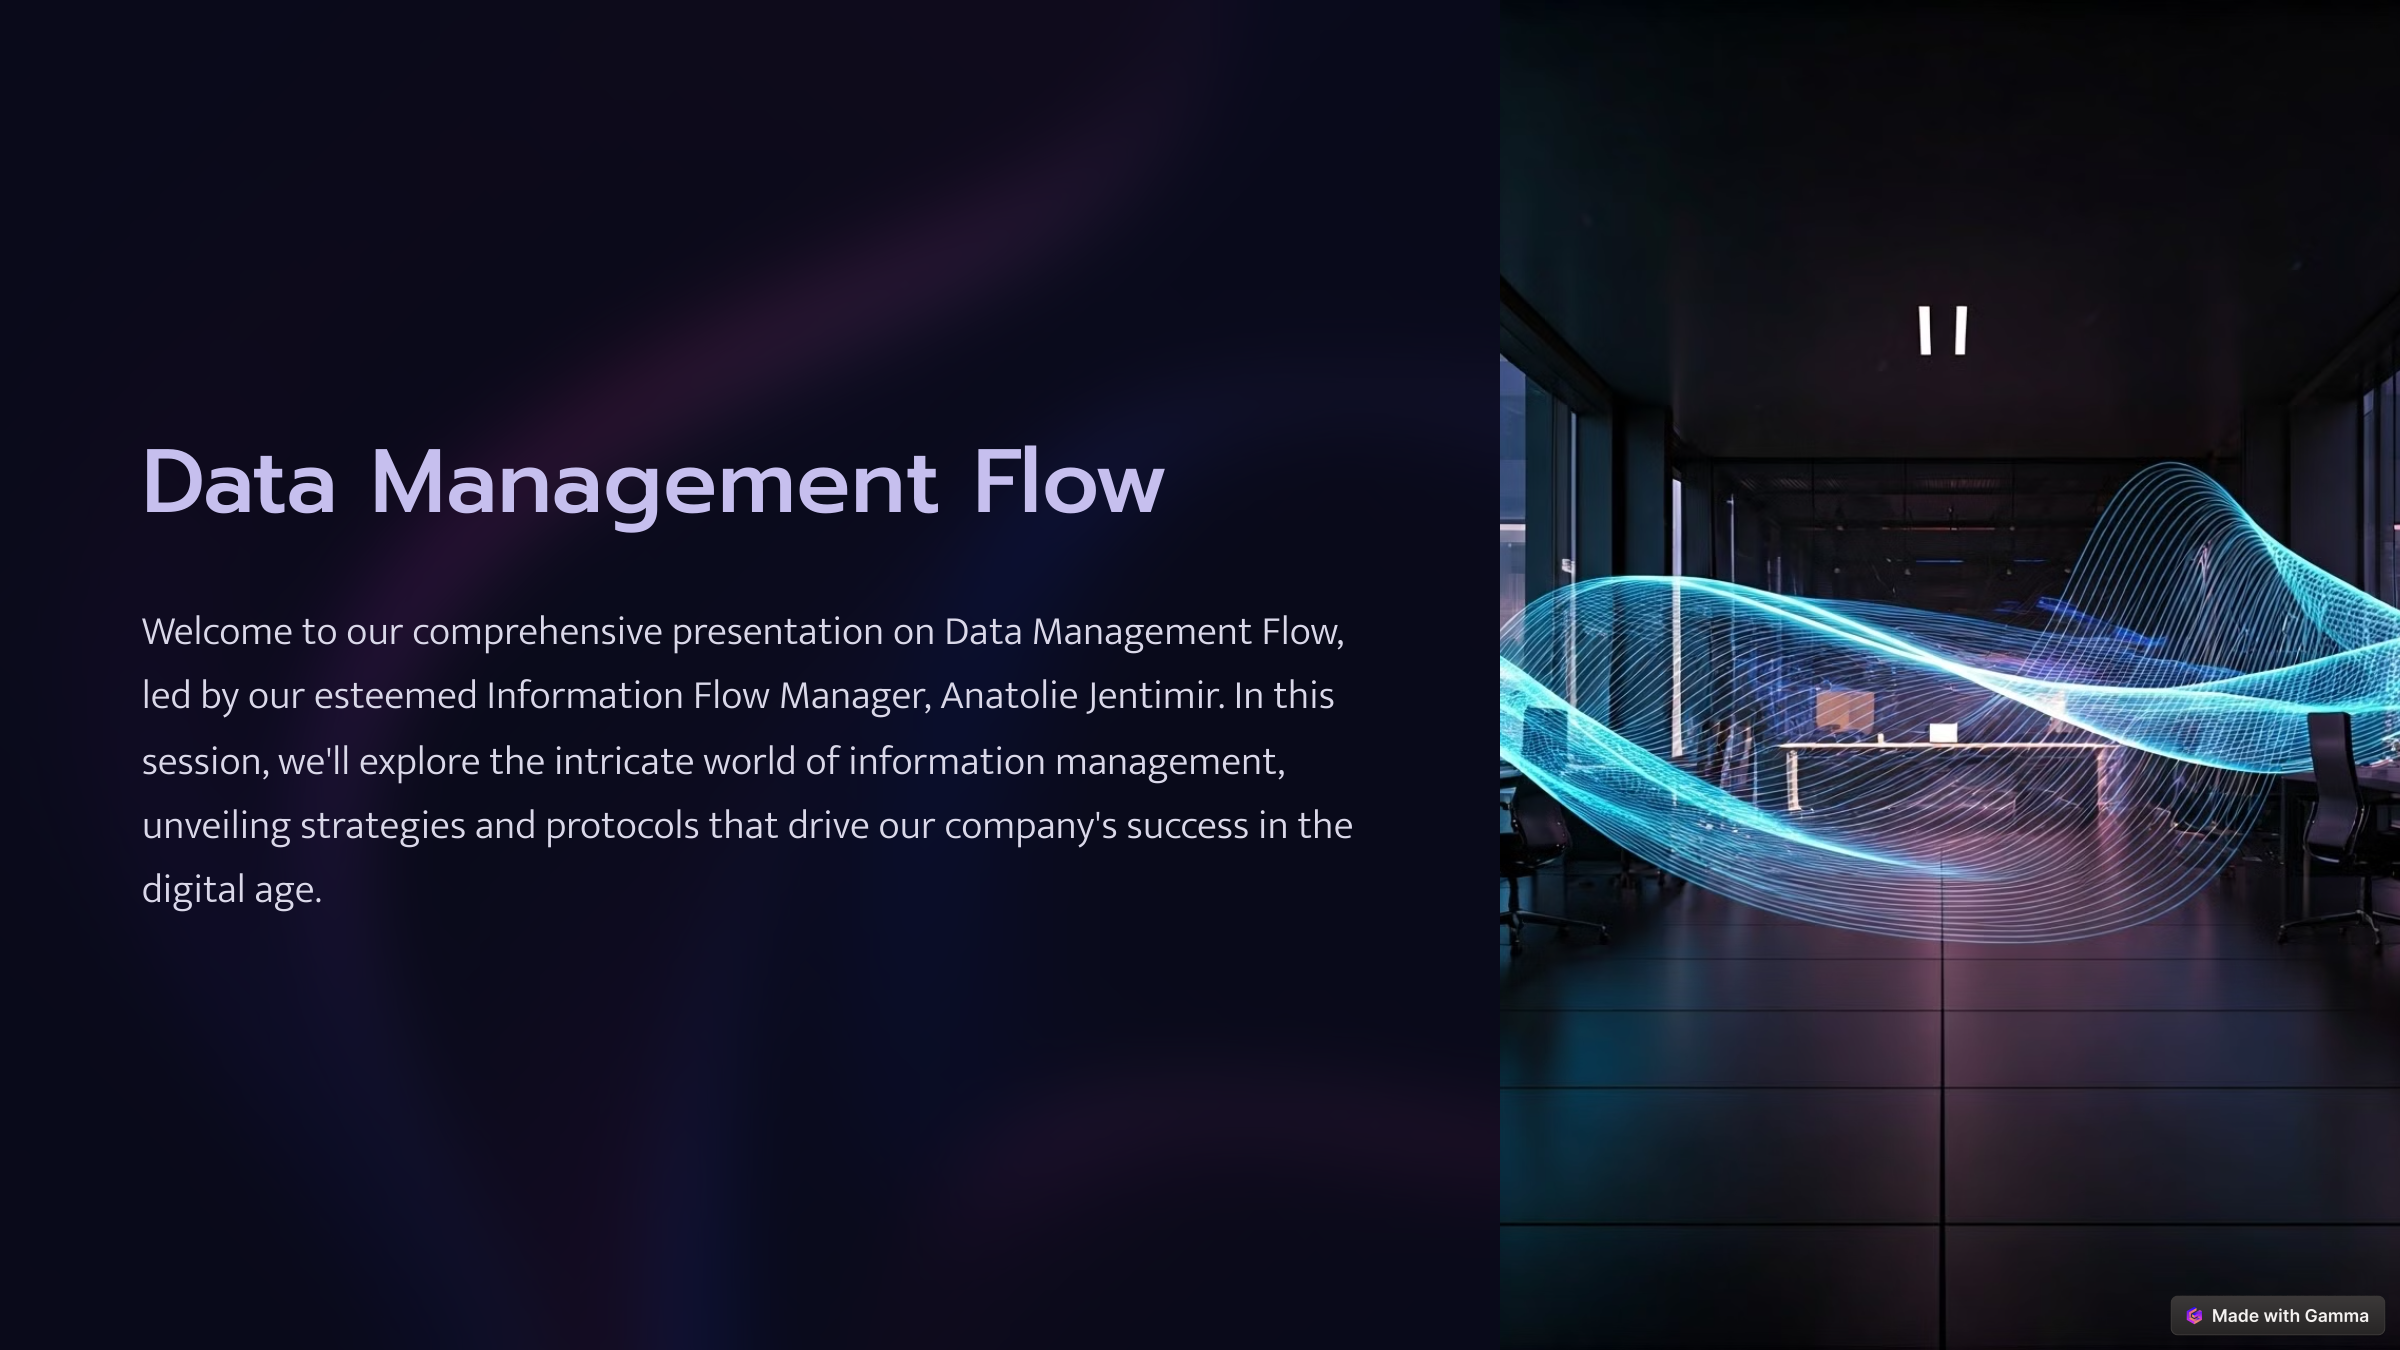 Data Management Flow
Welcome to our comprehensive presentation on Data Management Flow,
led by our esteemed Information Flow Manager, Anatolie Jentimir. In this
session, we'll explore the intricate world of information management,
unveiling strategies and protocols that drive our company's success in the
digital age.
Made with Gamma